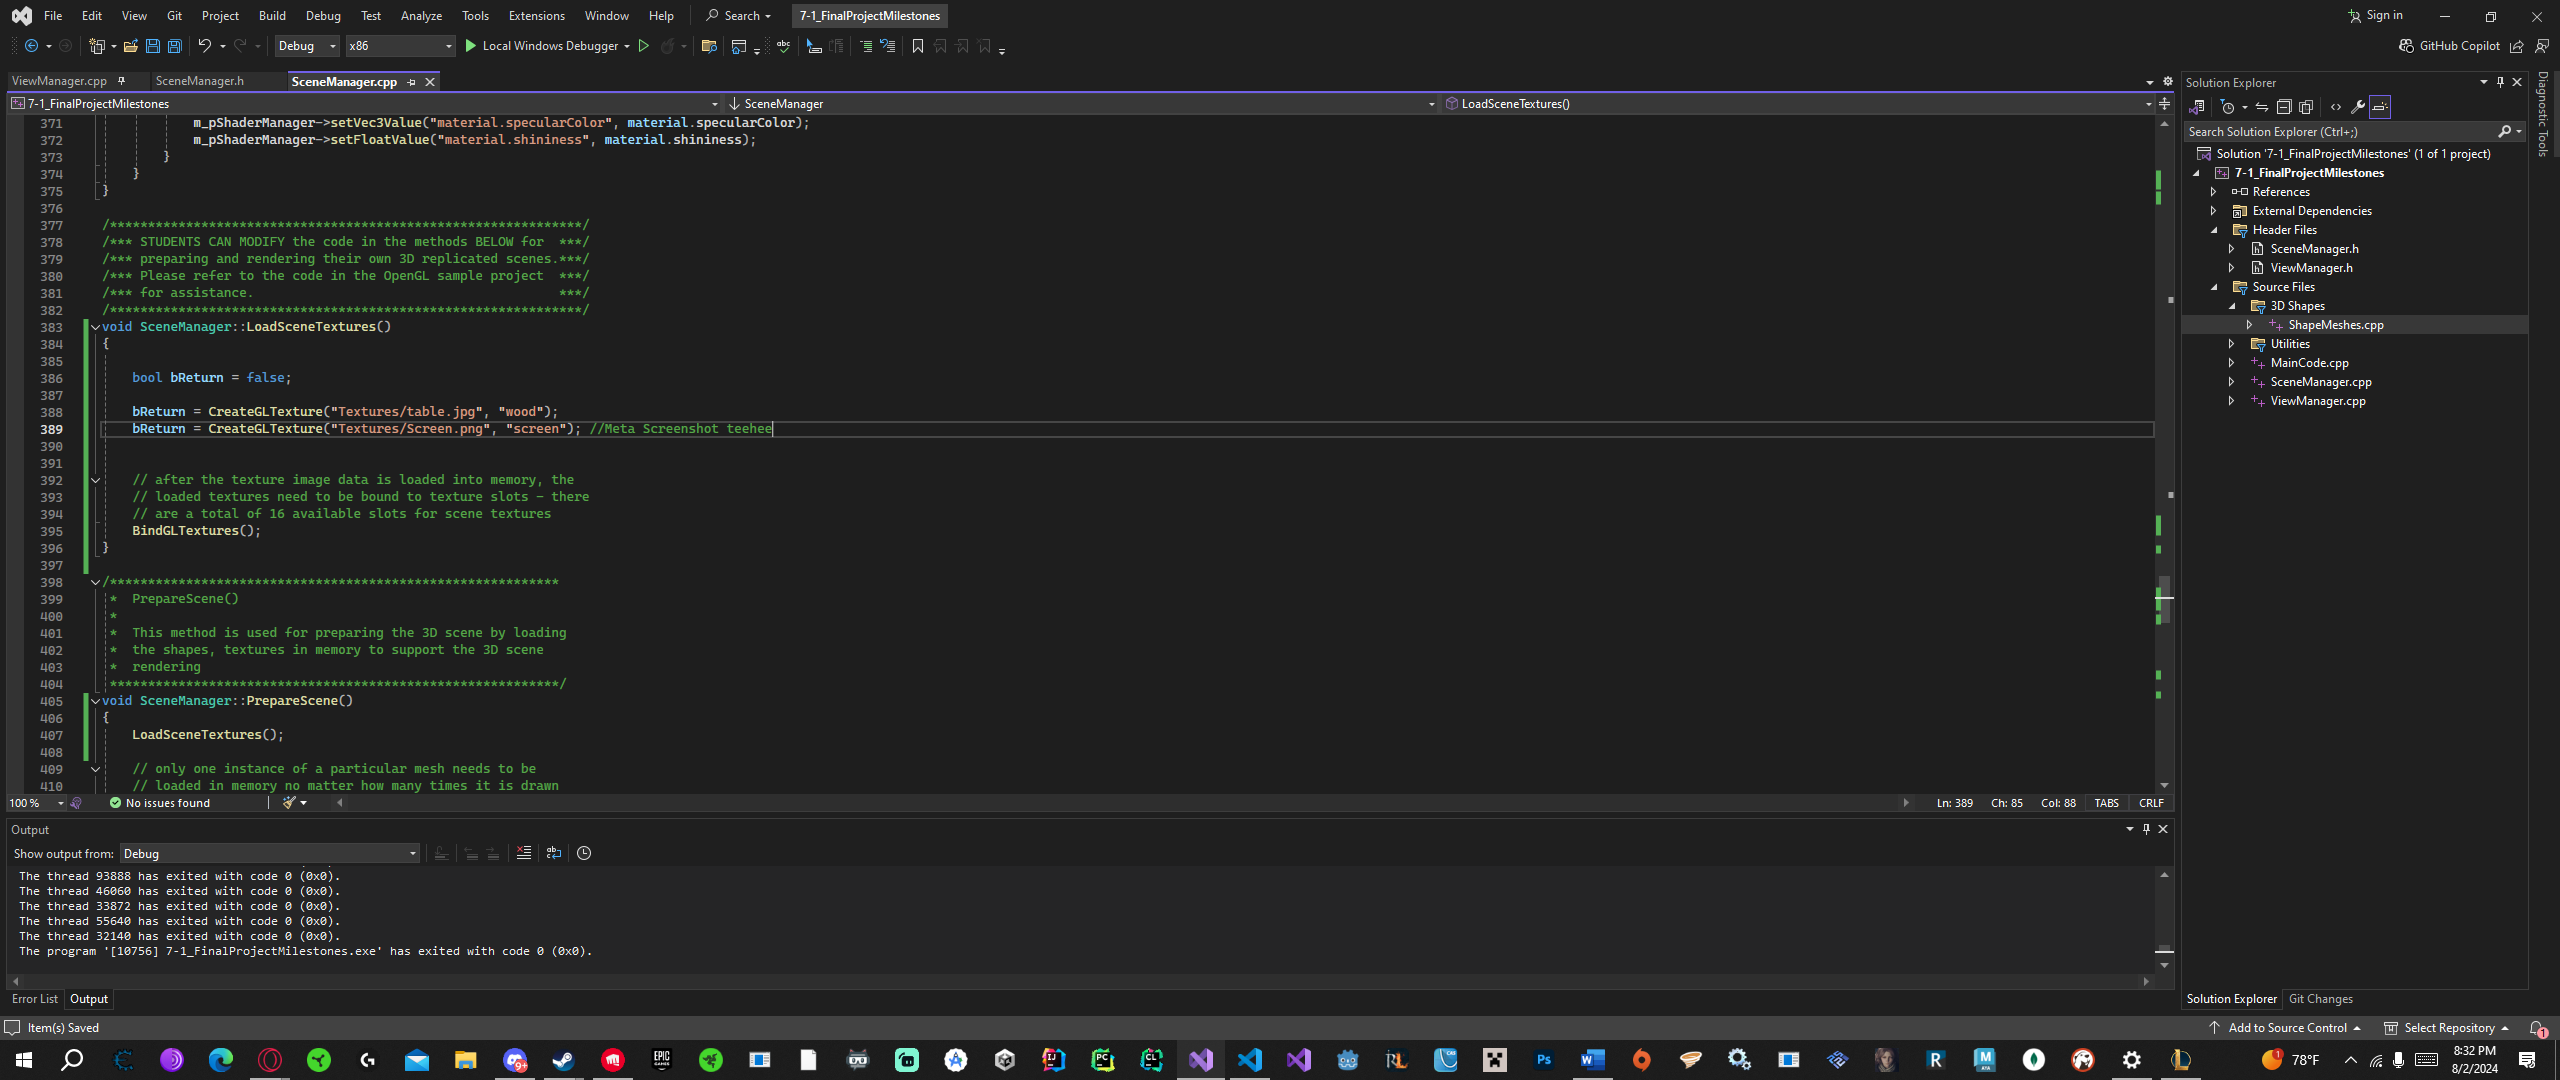 File Edit View Git Project Build Debug Test Analyze Tools Extensions Window Help Search 7-1_FinalProjectMilestones Sign in
Debug x86 Local Windows Debugger GitHub Copilot
ViewManager.cpp SceneManager.h SceneManager.cpp
7-1_FinalProjectMilestones SceneManager LoadSceneTextures()
371 m_pShaderManager->setVec3Value("material.specularColor", material.specularColor);
372 m_pShaderManager->setFloatValue("material.shininess", material.shininess);
373 }
374 }
375 }
376
377 /**************************************************************/
378 /*** STUDENTS CAN MODIFY the code in the methods BELOW for ***/
379 /*** preparing and rendering their own 3D replicated scenes.***/
380 /*** Please refer to the code in the OpenGL sample project ***/
381 /*** for assistance. ***/
382 /**************************************************************/
383 void SceneManager::LoadSceneTextures()
384 {
385
386 bool bReturn = false;
387
388 bReturn = CreateGLTexture("Textures/table.jpg", "wood");
389 bReturn = CreateGLTexture("Textures/Screen.png", "screen"); //Meta Screenshot teehee
390
391
392 // after the texture image data is loaded into memory, the
393 // loaded textures need to be bound to texture slots - there
394 // are a total of 16 available slots for scene textures
395 BindGLTextures();
396 }
397
398 /***********************************************************
399 * PrepareScene()
400 *
401 * This method is used for preparing the 3D scene by loading
402 * the shapes, textures in memory to support the 3D scene
403 * rendering
404 ***********************************************************/
405 void SceneManager::PrepareScene()
406 {
407 LoadSceneTextures();
408
409 // only one instance of a particular mesh needs to be
410 // loaded in memory no matter how many times it is drawn
100 % No issues found Ln: 389 Ch: 85 Col: 88 TABS CRLF
Output
Show output from: Debug
The thread 93888 has exited with code 0 (0x0).
The thread 46060 has exited with code 0 (0x0).
The thread 33872 has exited with code 0 (0x0).
The thread 55640 has exited with code 0 (0x0).
The thread 32140 has exited with code 0 (0x0).
The program '[10756] 7-1_FinalProjectMilestones.exe' has exited with code 0 (0x0).
Error List Output
Solution Explorer
Search Solution Explorer (Ctrl+;)
Solution '7-1_FinalProjectMilestones' (1 of 1 project)
7-1_FinalProjectMilestones
References
External Dependencies
Header Files
SceneManager.h
ViewManager.h
Source Files
3D Shapes
ShapeMeshes.cpp
Utilities
MainCode.cpp
SceneManager.cpp
ViewManager.cpp
Solution Explorer Git Changes
Diagnostic Tools
Item(s) Saved Add to Source Control Select Repository 1
9+ EPIC GAMES IJ PC CL Ps W R M 1 78°F 8:32 PM
8/2/2024